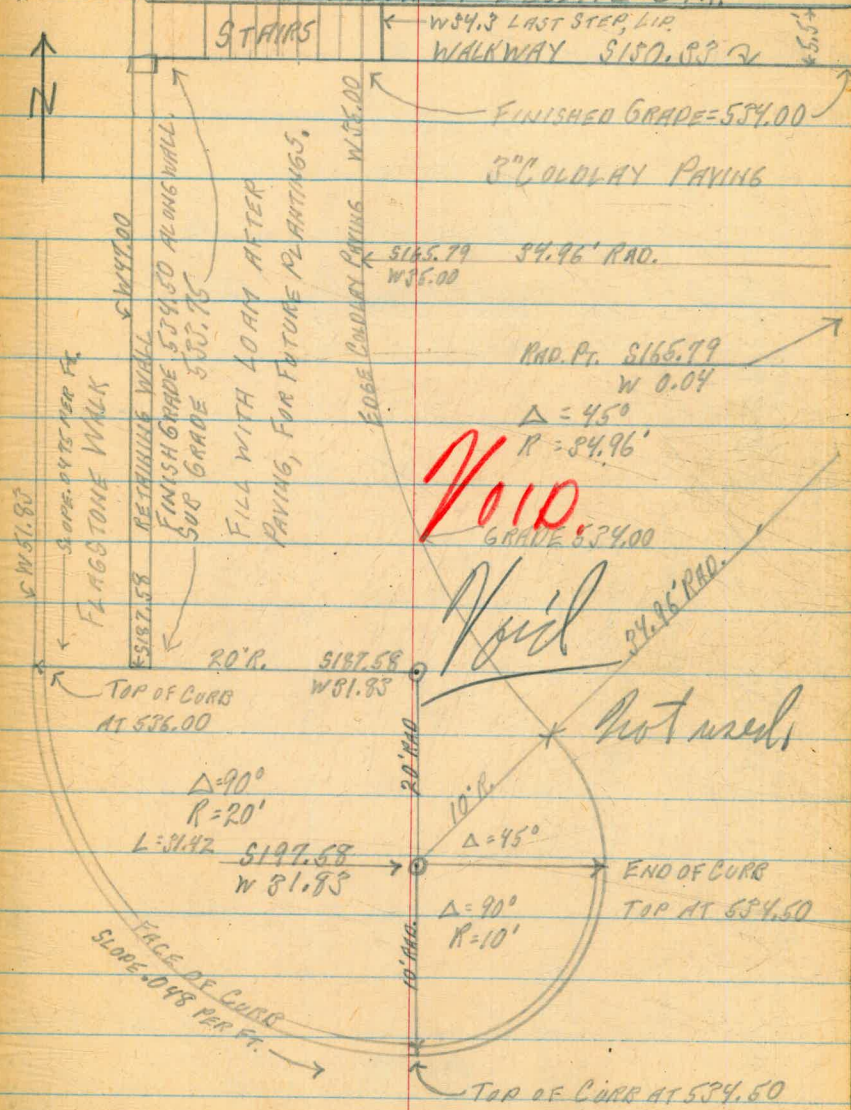 STAIRS
W34.3 LAST STEP, LIP.
WALKWAY S150.83
5.5'±
N
FINISHED GRADE=534.00
3" COLDLAY PAVING
W47.00
RETAINING WALL
S187.58
FINISH GRADE 534.50 ALONG WALL.
SUB GRADE 533.75
FILL WITH LOAM AFTER
PAVING, FOR FUTURE PLANTINGS.
EDGE COLDLAY PAVING W35.00
S165.79 34.96' RAD.
W35.00
RAD. PT. S165.79
W 0.04
Δ = 45°
R = 34.96'
VOID.
GRADE 534.00
Void
34.96' RAD.
Not used.
W51.83
SLOPE .0475 PER FT.
FLAGSTONE WALK
20'R. S187.58
W31.83
TOP OF CURB
AT 536.00
20' RAD
10'R.
Δ=90°
R=20'
L=31.42
S197.58
W 31.83
Δ=45°
END OF CURB
TOP AT 534.50
Δ=90°
R=10'
10' RAD.
FACE OF CURB
SLOPE .048 PER FT.
TOP OF CURB AT 534.50